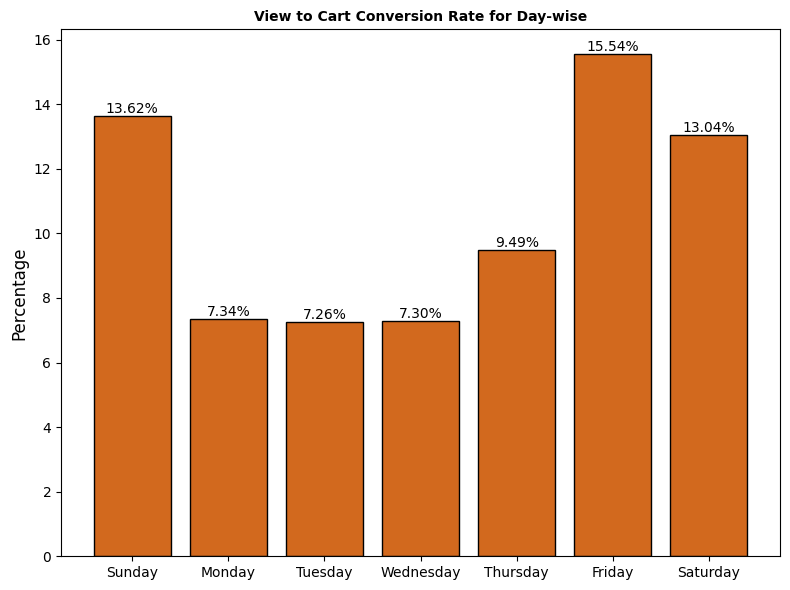 View to Cart Conversion Rate for Day-wise
Percentage
16
14
12
10
8
6
4
2
0
13.62%
7.34%
7.26%
7.30%
9.49%
15.54%
13.04%
Sunday
Monday
Tuesday
Wednesday
Thursday
Friday
Saturday